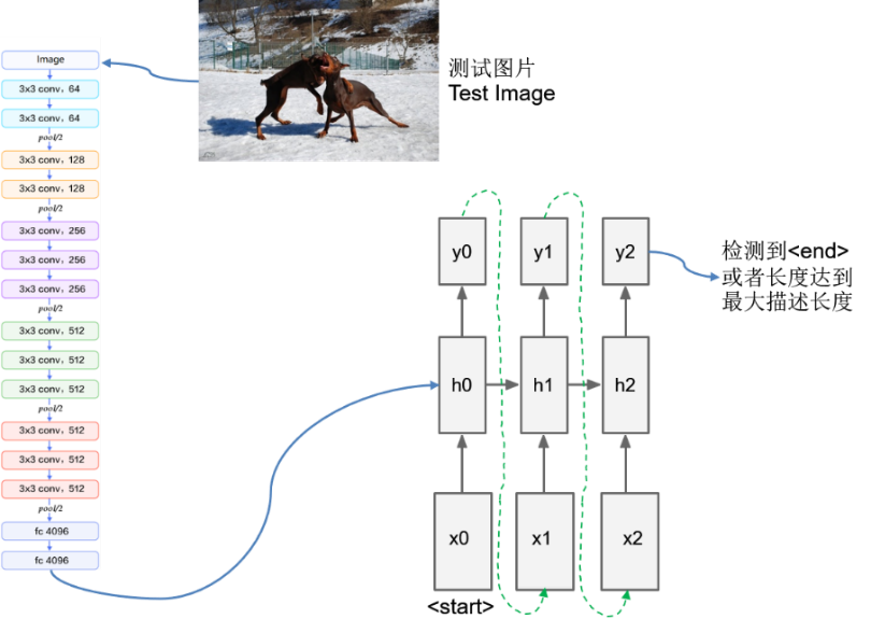 Image
3x3 conv, 64
3x3 conv, 64
pool/2
3x3 conv, 128
3x3 conv, 128
pool/2
3x3 conv, 256
3x3 conv, 256
3x3 conv, 256
pool/2
3x3 conv, 512
3x3 conv, 512
3x3 conv, 512
pool/2
3x3 conv, 512
3x3 conv, 512
3x3 conv, 512
pool/2
fc 4096
fc 4096
测试图片
Test Image
y0
y1
y2
检测到<end>
或者长度达到
最大描述长度
h0
h1
h2
x0
x1
x2
<start>